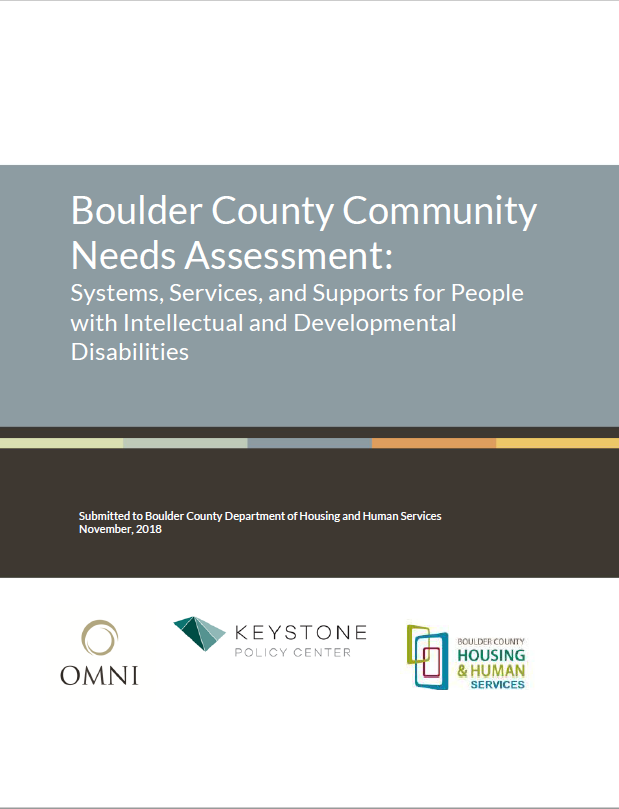 Boulder County Community
Needs Assessment:
Systems, Services, and Supports for People
with Intellectual and Developmental
Disabilities
Submitted to Boulder County Department of Housing and Human Services
November, 2018
OMNI
KEYSTONE
POLICY CENTER
BOULDER COUNTY
HOUSING
& HUMAN
SERVICES